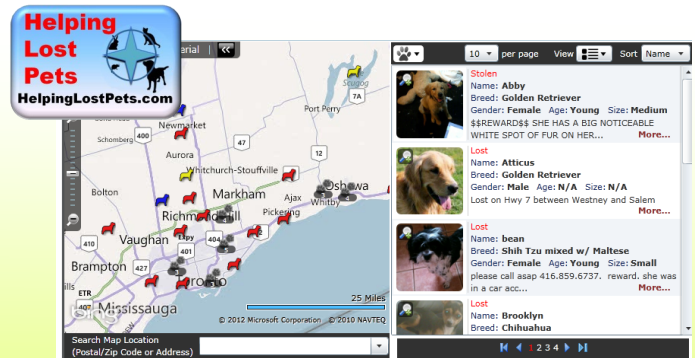 Helping
Lost
Pets
HelpingLostPets.com
erial
10 per page View Sort Name
Stolen
Name: Abby
Breed: Golden Retriever
Gender: Female Age: Young Size: Medium
$$REWARD$$ SHE HAS A BIG NOTICEABLE
WHITE SPOT OF FUR ON HER...
More...
Lost
Name: Atticus
Breed: Golden Retriever
Gender: Male Age: N/A Size: N/A
Lost on Hwy 7 between Westney and Salem
More...
Lost
Name: bean
Breed: Shih Tzu mixed w/ Maltese
Gender: Female Age: Young Size: Small
please call asap 416.859.6737. reward. she was
in a car acc...
More...
Lost
Name: Brooklyn
Breed: Chihuahua
1 2 3 4
Scugog
7A
Port Perry
Newmarket
Schomberg
400
47
Aurora
12
Whitchurch-Stouffville
Bolton
Markham
Ajax
Oshawa
Whitby
Richmond Hill
Pickering
410
Vaughan
Expy
404
2
401
Brampton
427
ETR
407
Toronto
Mississauga
bing
25 Miles
© 2012 Microsoft Corporation © 2010 NAVTEQ
Search Map Location
(Postal/Zip Code or Address)